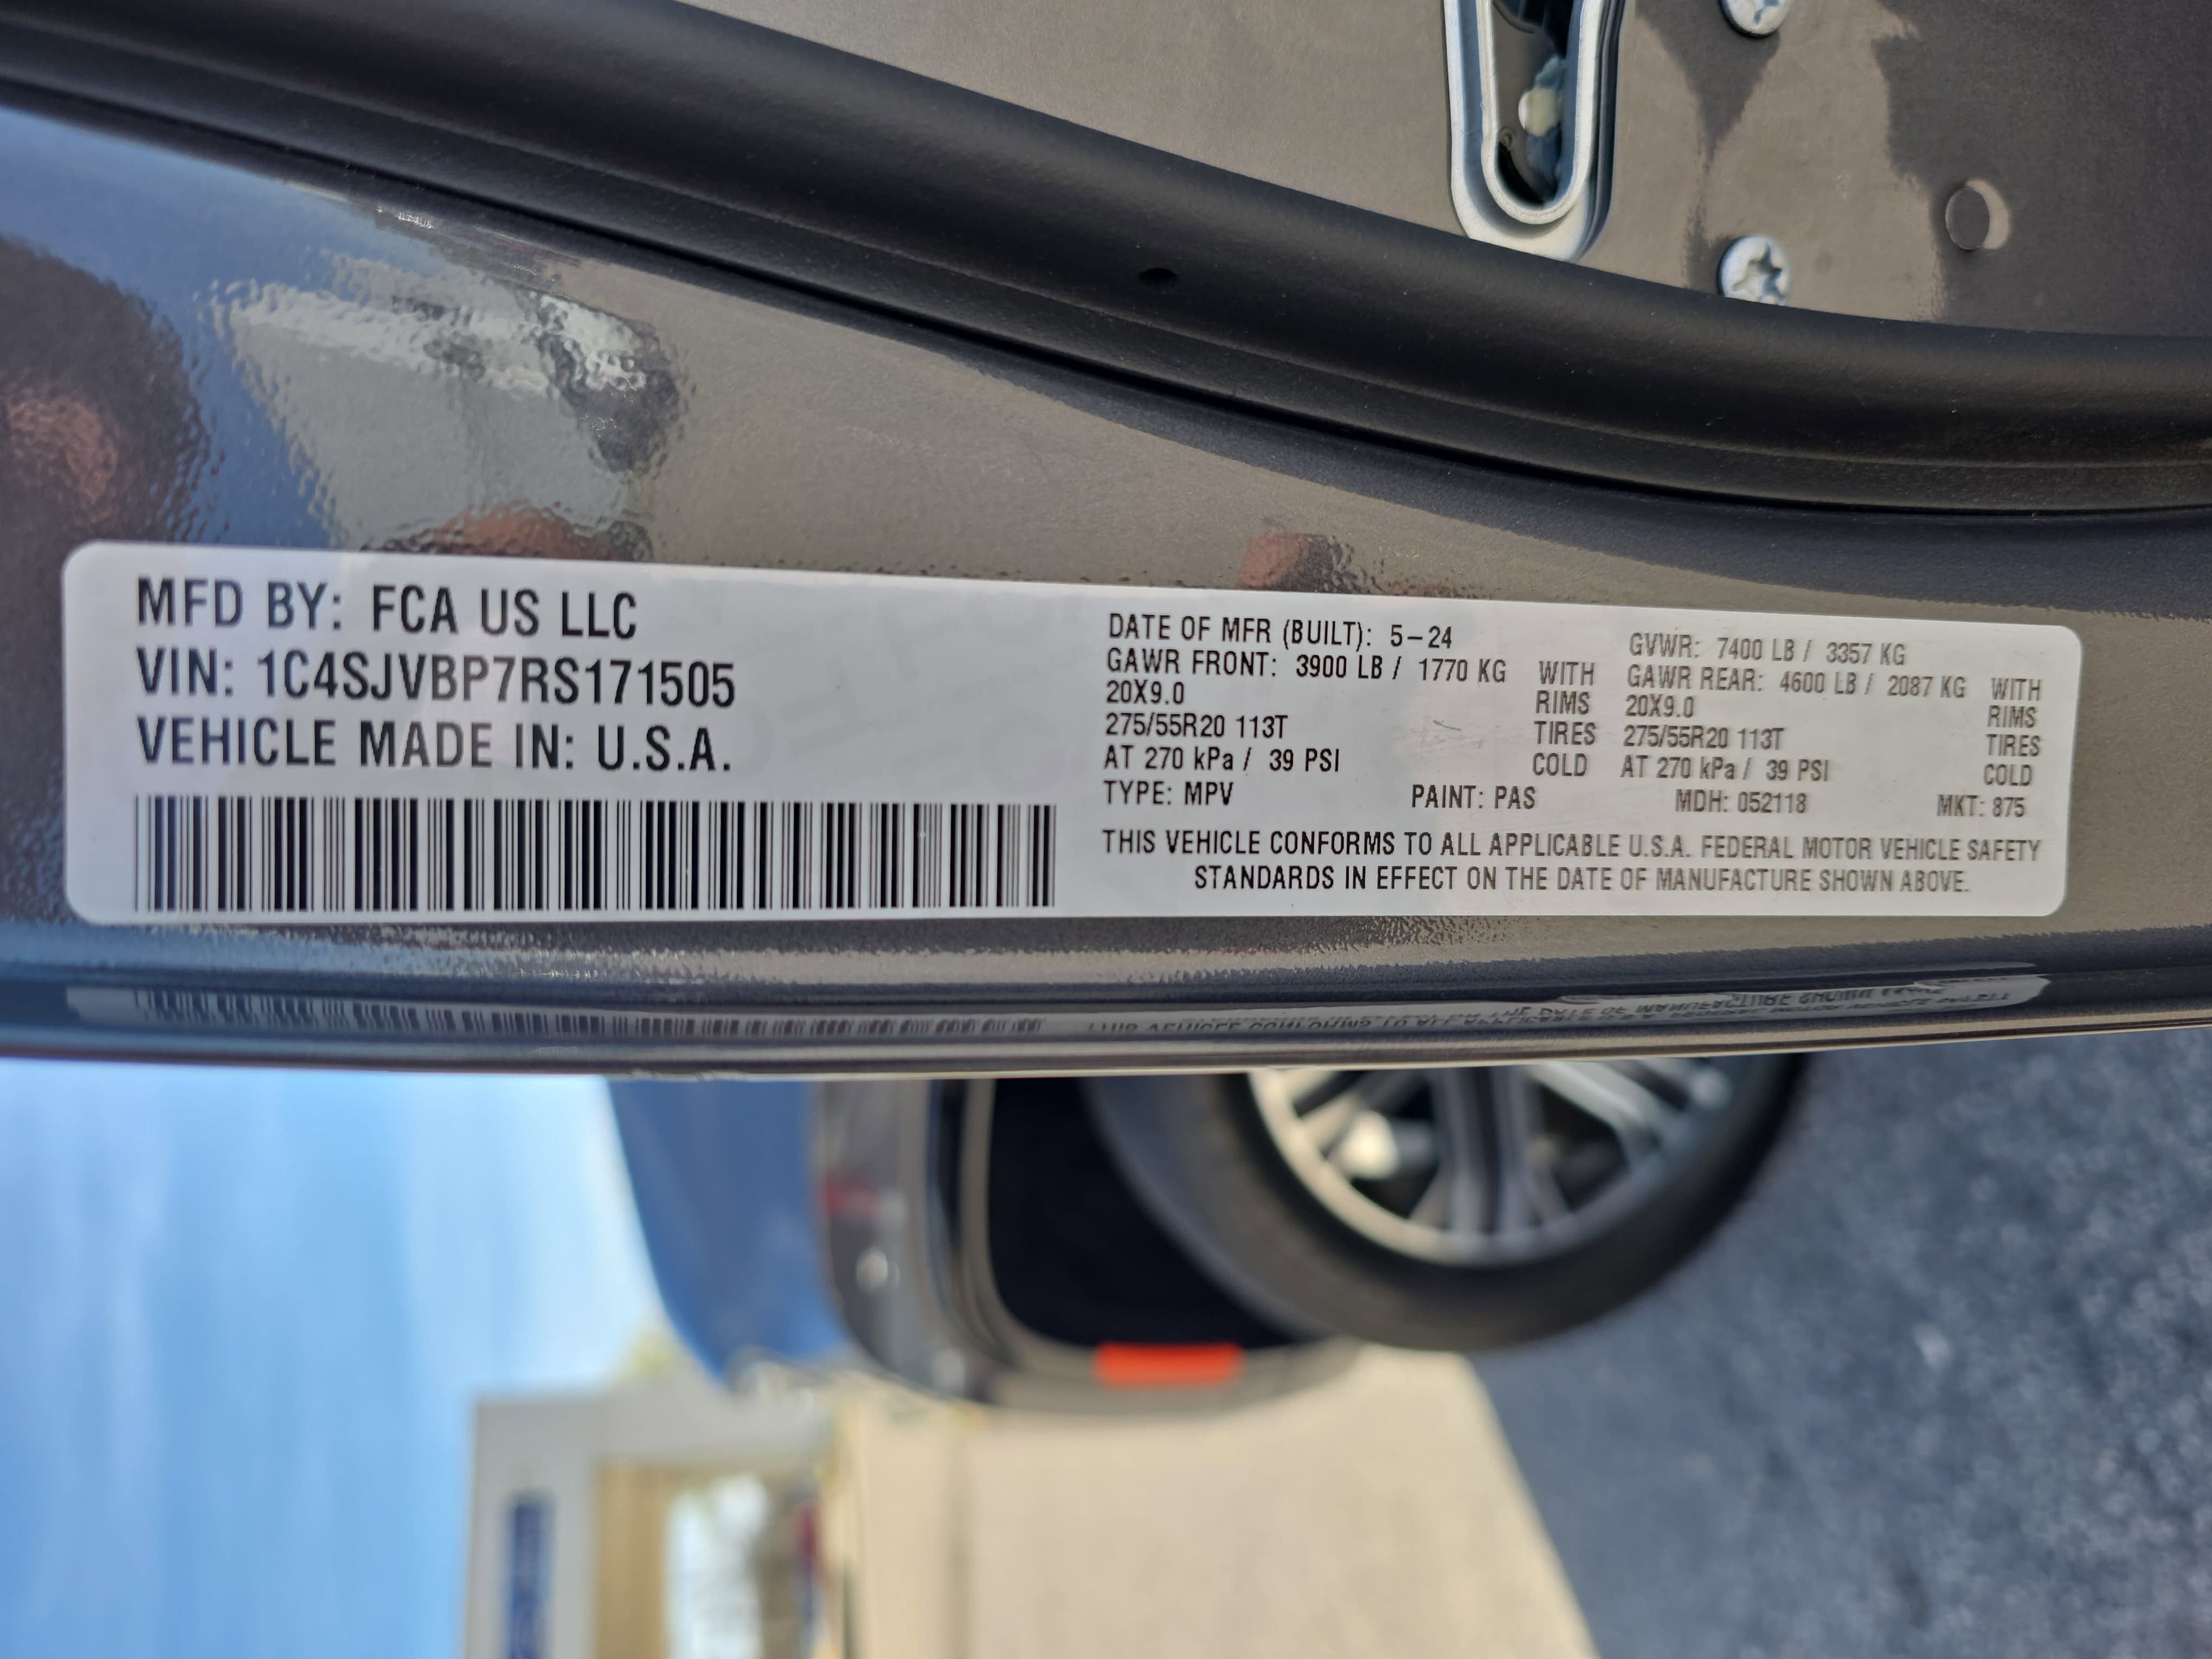 MFD BY: FCA US LLC
VIN: 1C4SJVBP7RS171505
VEHICLE MADE IN: U.S.A.
DATE OF MFR (BUILT): 5-24 GVWR: 7400 LB / 3357 KG
GAWR FRONT: 3900 LB / 1770 KG WITH GAWR REAR: 4600 LB / 2087 KG WITH
20X9.0 RIMS 20X9.0 RIMS
275/55R20 113T TIRES 275/55R20 113T TIRES
AT 270 kPa / 39 PSI COLD AT 270 kPa / 39 PSI COLD
TYPE: MPV PAINT: PAS MDH: 052118 MKT: 875
THIS VEHICLE CONFORMS TO ALL APPLICABLE U.S.A. FEDERAL MOTOR VEHICLE SAFETY
STANDARDS IN EFFECT ON THE DATE OF MANUFACTURE SHOWN ABOVE.